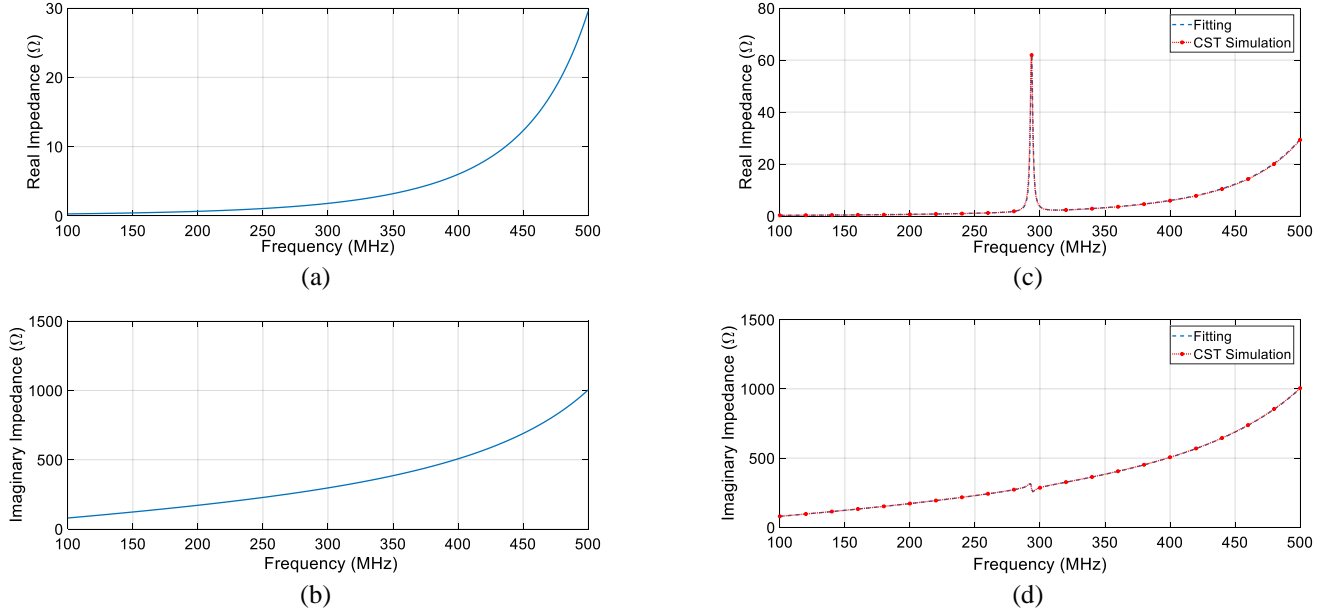 30
20
10
0
Real Impedance (Ω)
100 150 200 250 300 350 400 450 500
Frequency (MHz)
(a)
80
60
40
20
0
Real Impedance (Ω)
Fitting
CST Simulation
100 150 200 250 300 350 400 450 500
Frequency (MHz)
(c)
1500
1000
500
0
Imaginary Impedance (Ω)
100 150 200 250 300 350 400 450 500
Frequency (MHz)
(b)
1500
1000
500
0
Imaginary Impedance (Ω)
Fitting
CST Simulation
100 150 200 250 300 350 400 450 500
Frequency (MHz)
(d)